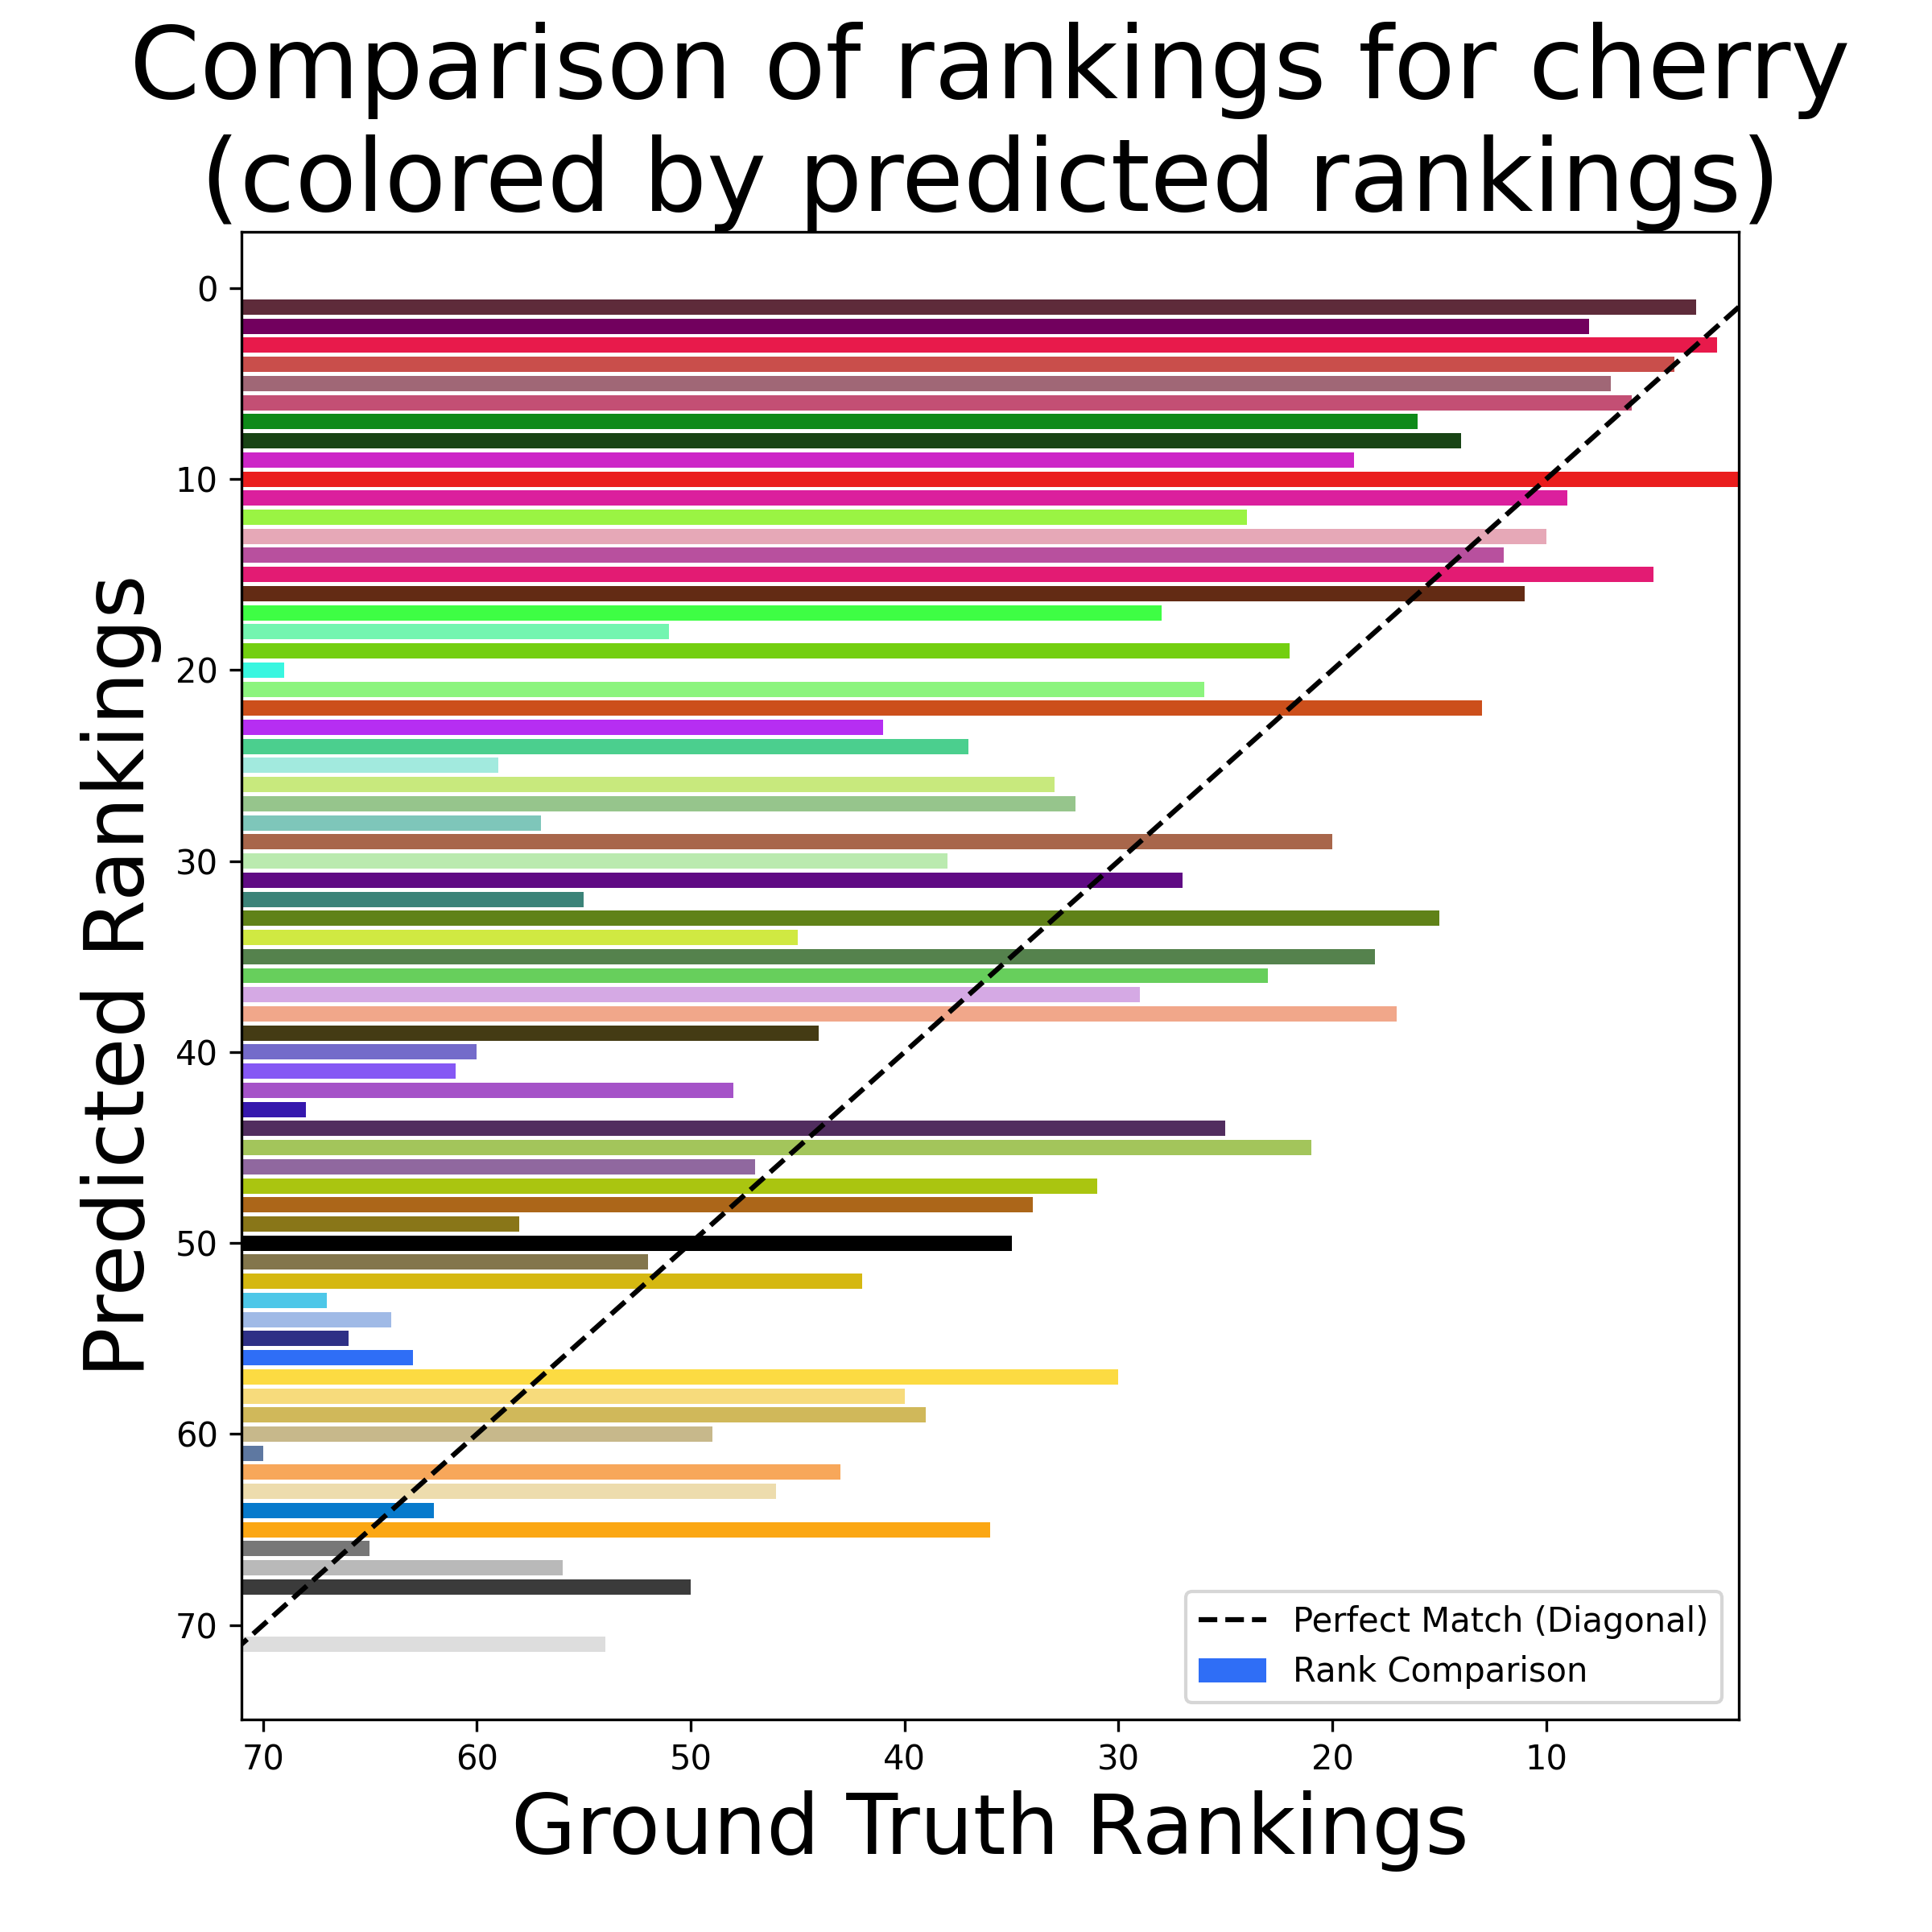 Comparison of rankings for cherry
(colored by predicted rankings)
Predicted Rankings
0
10
20
30
40
50
60
70
70 60 50 40 30 20 10
Ground Truth Rankings
Perfect Match (Diagonal)
Rank Comparison